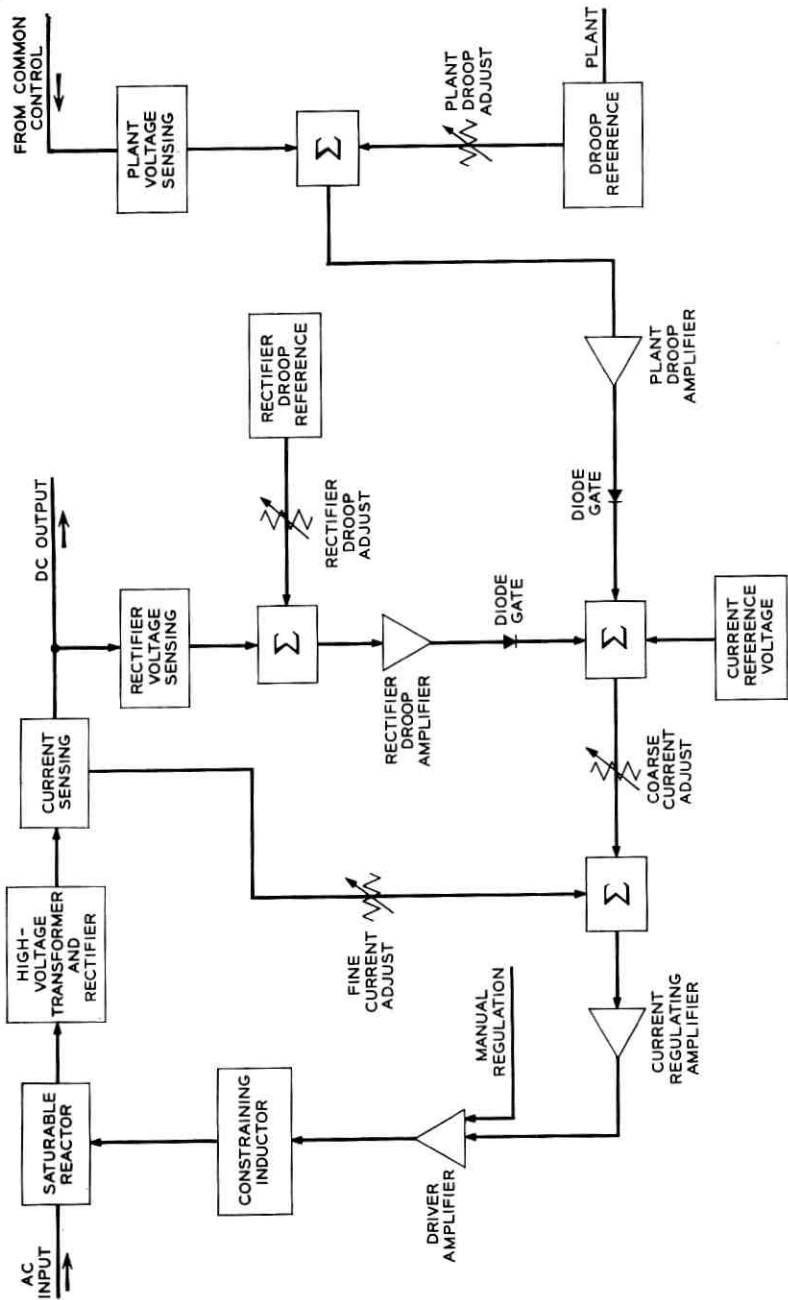 AC
INPUT
SATURABLE
REACTOR
HIGH-
VOLTAGE
TRANSFORMER
AND
RECTIFIER
CURRENT
SENSING
DC OUTPUT
FROM COMMON
CONTROL
CONSTRAINING
INDUCTOR
RECTIFIER
VOLTAGE
SENSING
PLANT
VOLTAGE
SENSING
RECTIFIER
DROOP
REFERENCE
RECTIFIER
DROOP
ADJUST
Σ
Σ
FINE
CURRENT
ADJUST
MANUAL
REGULATION
DRIVER
AMPLIFIER
RECTIFIER
DROOP
AMPLIFIER
DIODE
GATE
PLANT
DROOP
ADJUST
CURRENT
REGULATING
AMPLIFIER
Σ
COARSE
CURRENT
ADJUST
Σ
DIODE
GATE
PLANT
DROOP
AMPLIFIER
DROOP
REFERENCE
PLANT
CURRENT
REFERENCE
VOLTAGE